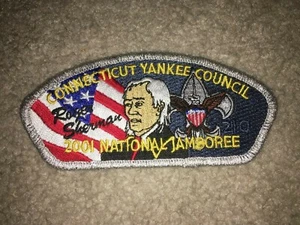 CONNECTICUT YANKEE COUNCIL
Roger
Sherman
2001 NATIONAL JAMBOREE